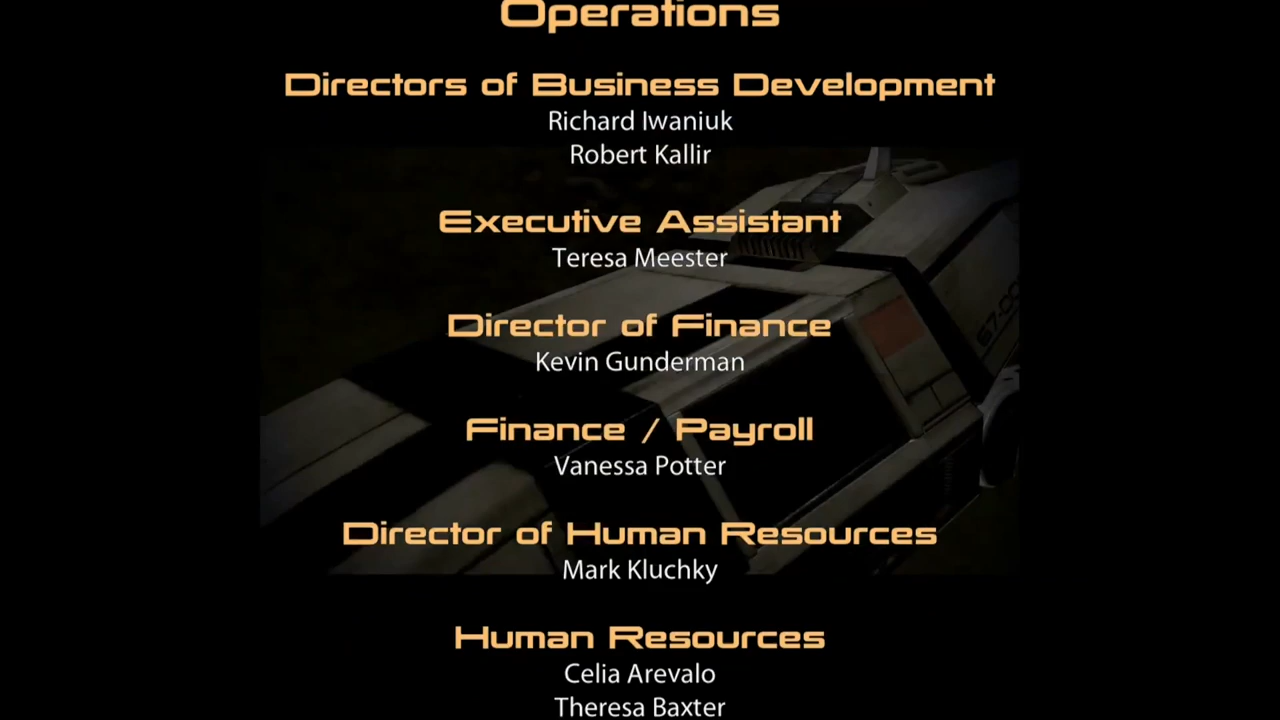 Operations
Directors of Business Development
Richard Iwaniuk
Robert Kallir
Executive Assistant
Teresa Meester
Director of Finance
Kevin Gunderman
Finance / Payroll
Vanessa Potter
Director of Human Resources
Mark Kluchky
Human Resources
Celia Arevalo
Theresa Baxter